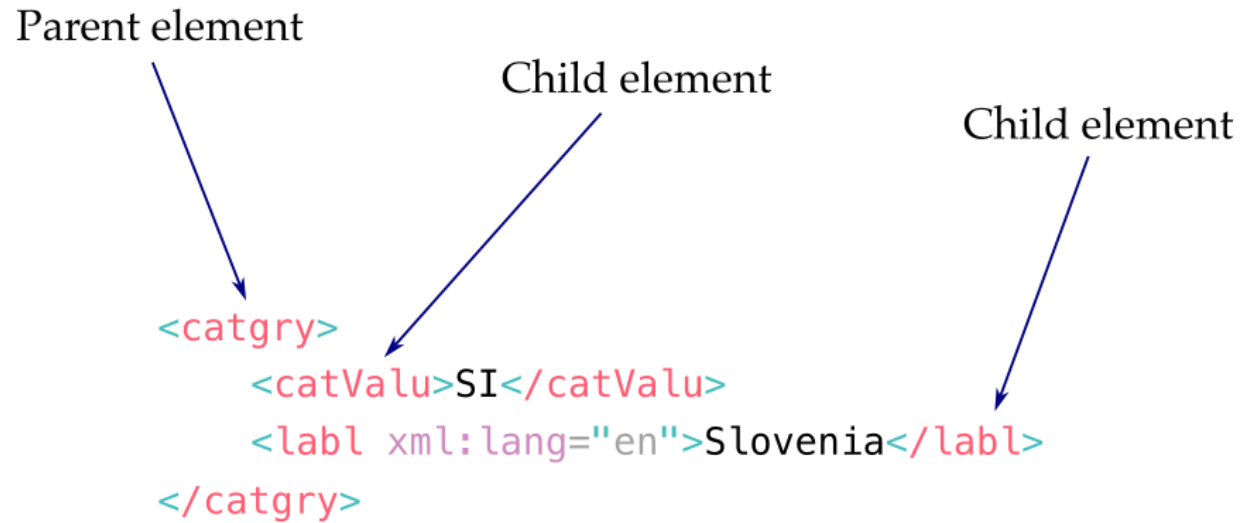 Parent element
Child element
Child element
<catgry>
<catValu>SI</catValu>
<labl xml:lang="en">Slovenia</labl>
</catgry>